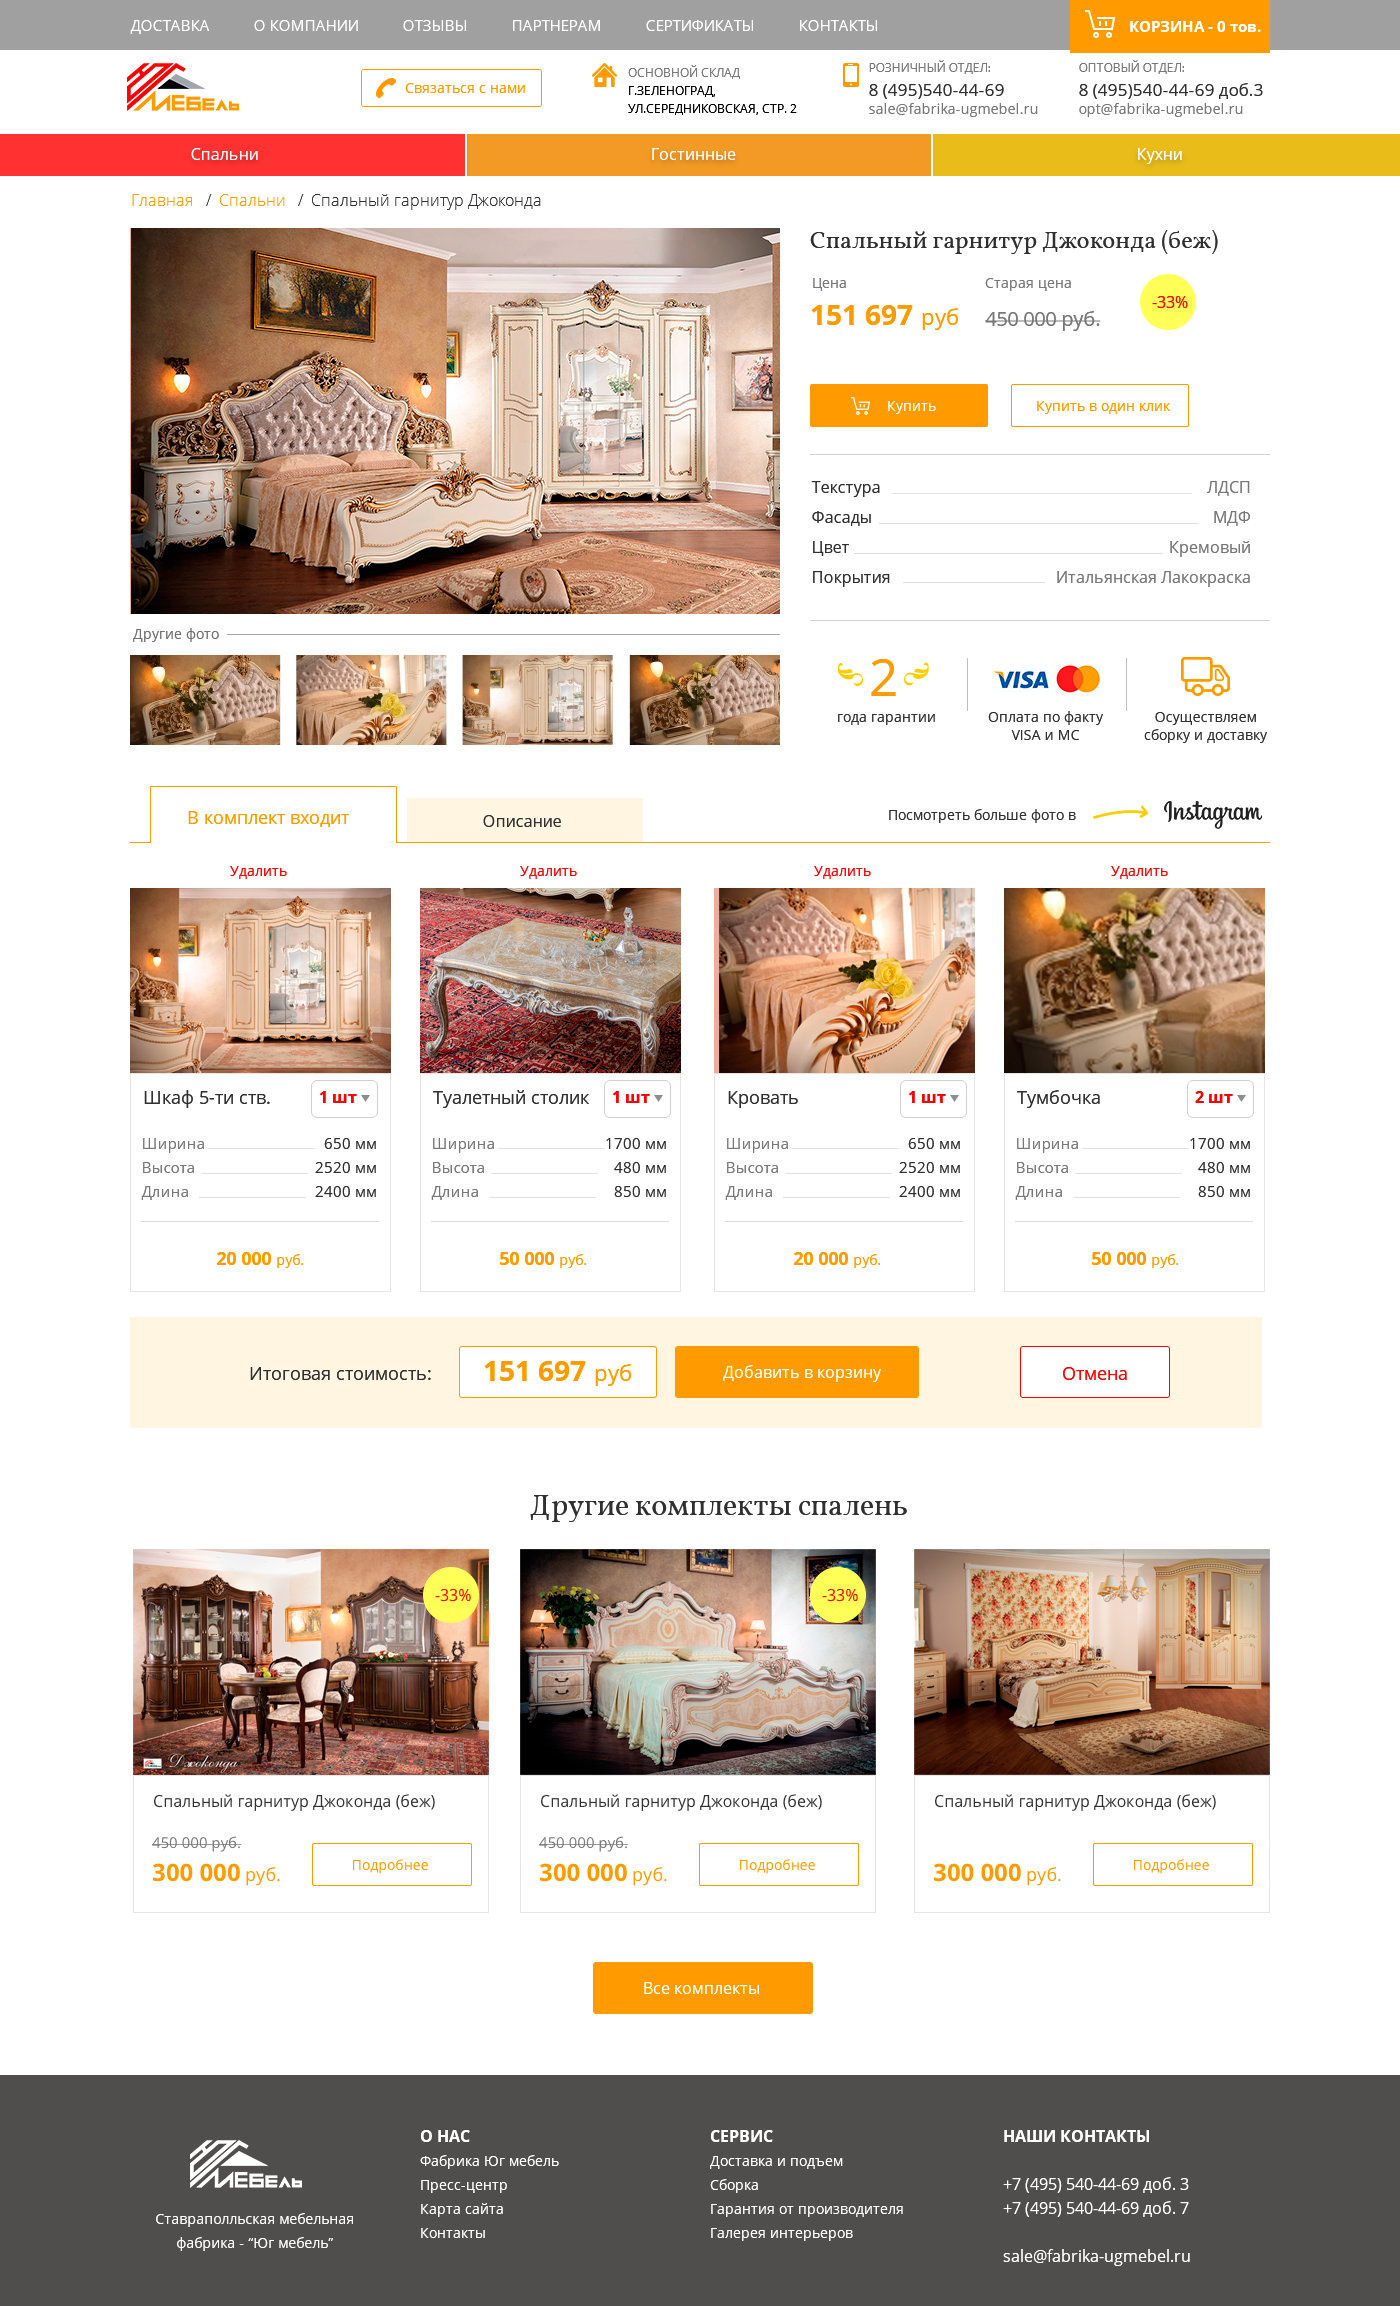 ДОСТАВКА О КОМПАНИИ ОТЗЫВЫ ПАРТНЕРАМ СЕРТИФИКАТЫ КОНТАКТЫ КОРЗИНА - 0 тов.
МЕБЕЛЬ
Связаться с нами
ОСНОВНОЙ СКЛАД
Г.ЗЕЛЕНОГРАД,
УЛ.СЕРЕДНИКОВСКАЯ, СТР. 2
РОЗНИЧНЫЙ ОТДЕЛ:
8 (495)540-44-69
sale@fabrika-ugmebel.ru
ОПТОВЫЙ ОТДЕЛ:
8 (495)540-44-69 доб.3
opt@fabrika-ugmebel.ru
Спальни Гостинные Кухни
Главная / Спальни / Спальный гарнитур Джоконда
Спальный гарнитур Джоконда (беж)
Цена Старая цена
151 697 руб 450 000 руб. -33%
Купить Купить в один клик
Текстура ЛДСП
Фасады МДФ
Цвет Кремовый
Покрытия Итальянская Лакокраска
Другие фото
2
года гарантии
VISA
Оплата по факту
VISA и МС
Осуществляем
сборку и доставку
В комплект входит Описание Посмотреть больше фото в Instagram
Удалить Удалить Удалить Удалить
Шкаф 5-ти ств. 1 шт
Ширина 650 мм
Высота 2520 мм
Длина 2400 мм
20 000 руб.
Туалетный столик 1 шт
Ширина 1700 мм
Высота 480 мм
Длина 850 мм
50 000 руб.
Кровать 1 шт
Ширина 650 мм
Высота 2520 мм
Длина 2400 мм
20 000 руб.
Тумбочка 2 шт
Ширина 1700 мм
Высота 480 мм
Длина 850 мм
50 000 руб.
Итоговая стоимость: 151 697 руб Добавить в корзину Отмена
Другие комплекты спалень
-33% -33%
Джоконда
Спальный гарнитур Джоконда (беж)
450 000 руб.
300 000 руб. Подробнее
Спальный гарнитур Джоконда (беж)
450 000 руб.
300 000 руб. Подробнее
Спальный гарнитур Джоконда (беж)
300 000 руб. Подробнее
Все комплекты
МЕБЕЛЬ
Ставраполльская мебельная
фабрика - “Юг мебель”
О НАС
Фабрика Юг мебель
Пресс-центр
Карта сайта
Контакты
СЕРВИС
Доставка и подъем
Сборка
Гарантия от производителя
Галерея интерьеров
НАШИ КОНТАКТЫ
+7 (495) 540-44-69 доб. 3
+7 (495) 540-44-69 доб. 7
sale@fabrika-ugmebel.ru